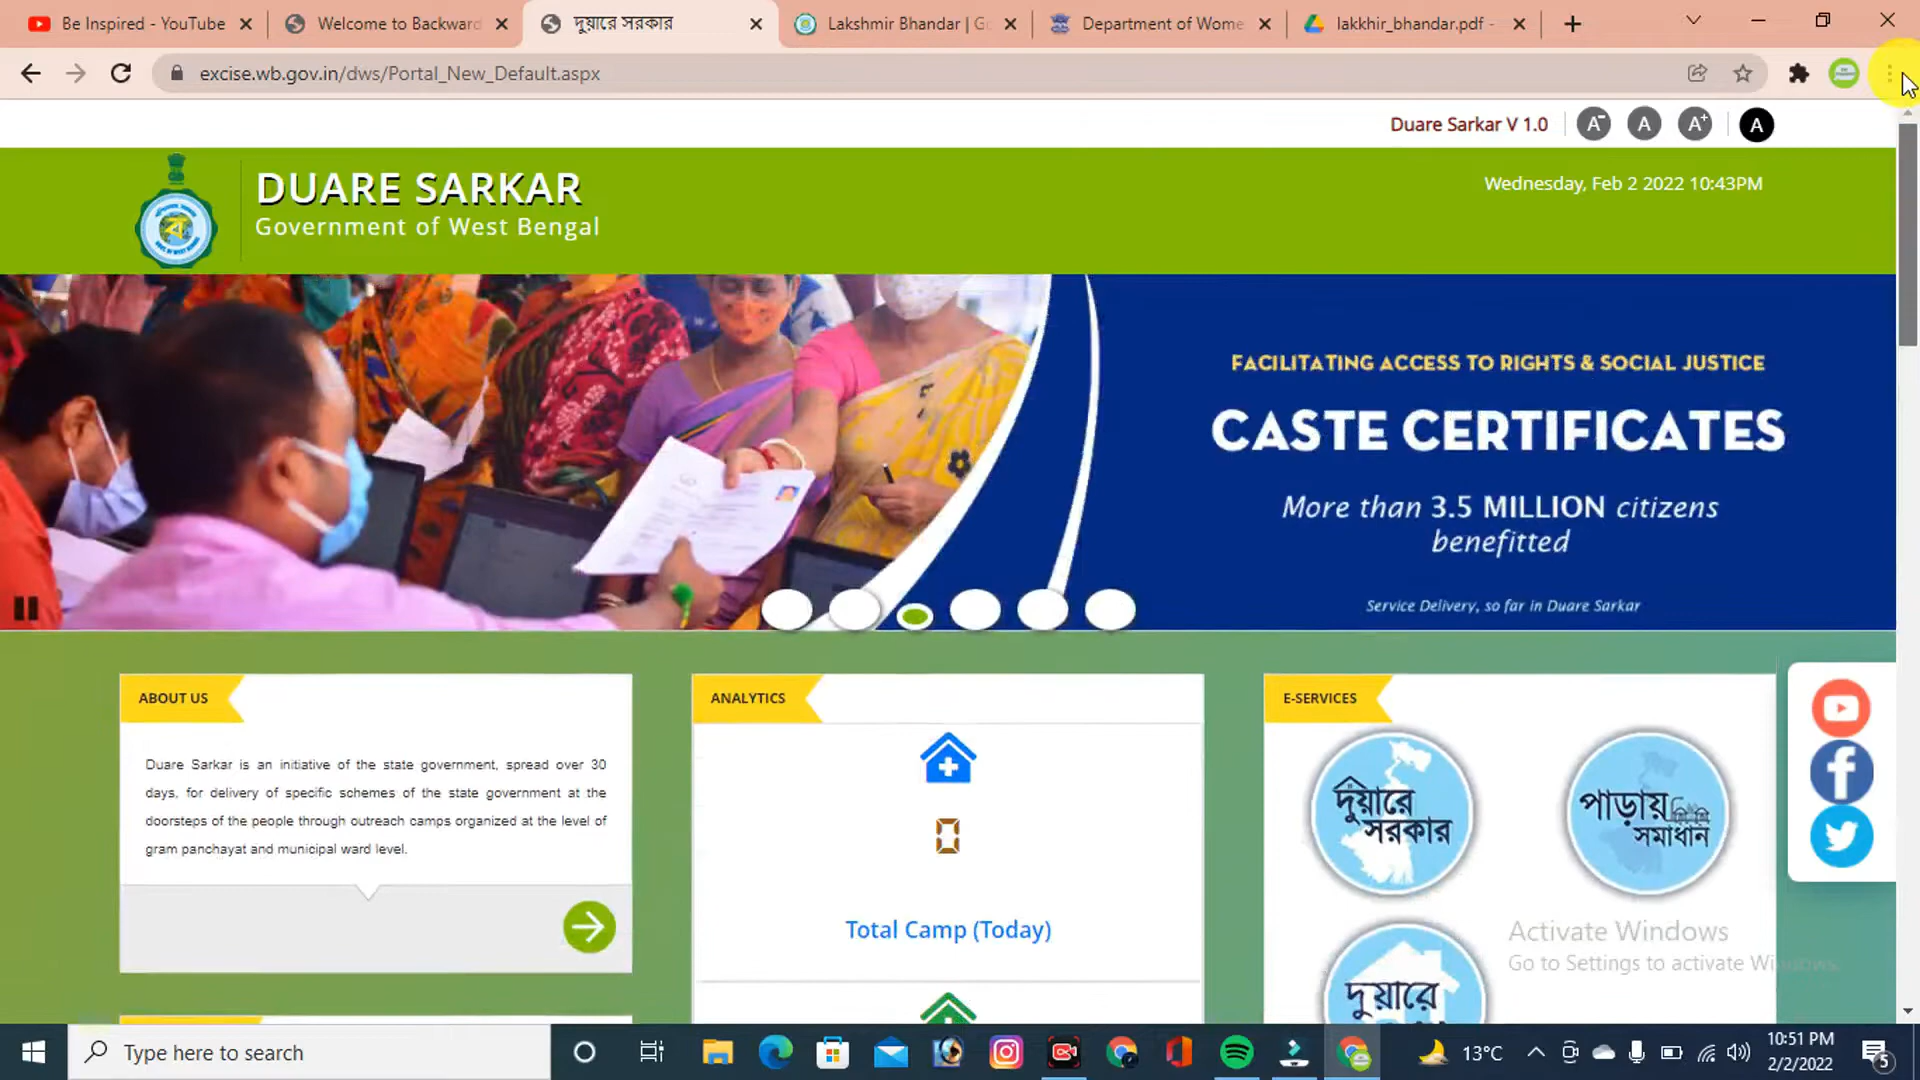 Be Inspired - YouTube
Welcome to Backward
দুয়ারে সরকার
Lakshmir Bhandar | G
Department of Wome
lakkhir_bhandar.pdf -
excise.wb.gov.in/dws/Portal_New_Default.aspx
Duare Sarkar V 1.0
A-
A
A+
A
DUARE SARKAR
Government of West Bengal
Wednesday, Feb 2 2022 10:43PM
FACILITATING ACCESS TO RIGHTS & SOCIAL JUSTICE
CASTE CERTIFICATES
More than 3.5 MILLION citizens
benefitted
Service Delivery, so far in Duare Sarkar
ABOUT US
Duare Sarkar is an initiative of the state government, spread over 30
days, for delivery of specific schemes of the state government at the
doorsteps of the people through outreach camps organized at the level of
gram panchayat and municipal ward level.
ANALYTICS
0
Total Camp (Today)
E-SERVICES
দুয়ারে
সরকার
পাড়ায়
সমাধান
দুয়ারে
Activate Windows
Go to Settings to activate Windows.
Type here to search
13°C
10:51 PM
2/2/2022
5